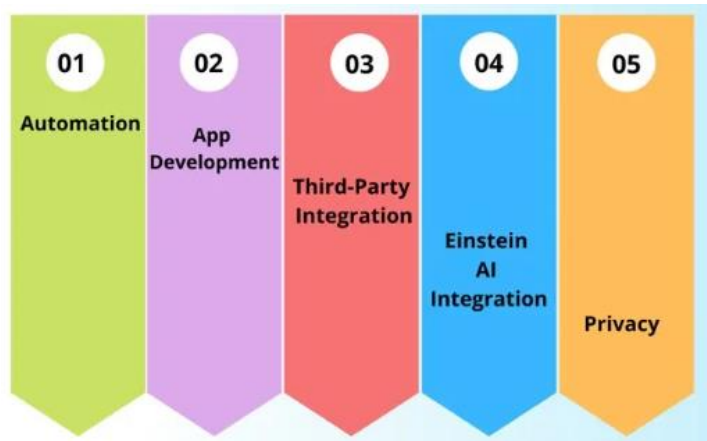 01
Automation
02
App
Development
03
Third-Party
Integration
04
Einstein
AI
Integration
05
Privacy